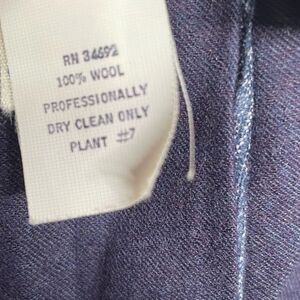 RN 34692
100% WOOL
PROFESSIONALLY
DRY CLEAN ONLY
PLANT #7